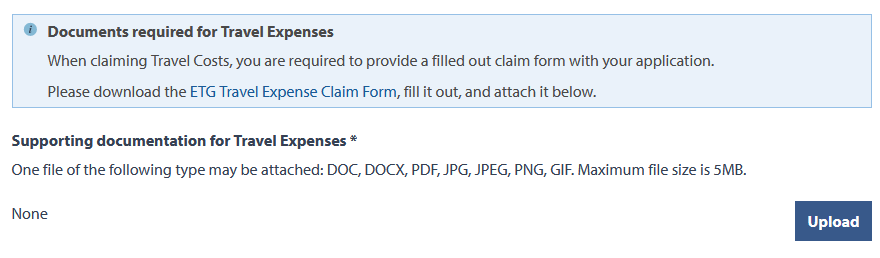 Documents required for Travel Expenses
When claiming Travel Costs, you are required to provide a filled out claim form with your application.
Please download the ETG Travel Expense Claim Form, fill it out, and attach it below.
Supporting documentation for Travel Expenses *
One file of the following type may be attached: DOC, DOCX, PDF, JPG, JPEG, PNG, GIF. Maximum file size is 5MB.
None
Upload